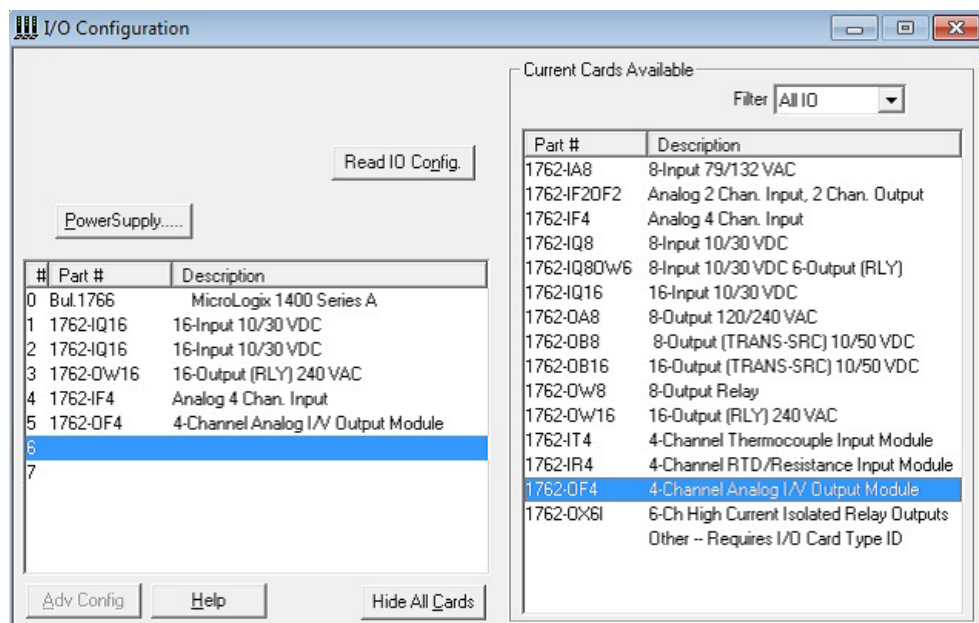 I/O Configuration
Read IO Config.
PowerSupply.....
# Part # Description
0 Bul.1766 MicroLogix 1400 Series A
1 1762-IQ16 16-Input 10/30 VDC
2 1762-IQ16 16-Input 10/30 VDC
3 1762-OW16 16-Output (RLY) 240 VAC
4 1762-IF4 Analog 4 Chan. Input
5 1762-OF4 4-Channel Analog I/V Output Module
6
7
Adv Config Help Hide All Cards
Current Cards Available
Filter All IO
Part # Description
1762-IA8 8-Input 79/132 VAC
1762-IF2OF2 Analog 2 Chan. Input, 2 Chan. Output
1762-IF4 Analog 4 Chan. Input
1762-IQ8 8-Input 10/30 VDC
1762-IQ8OW6 8-Input 10/30 VDC 6-Output (RLY)
1762-IQ16 16-Input 10/30 VDC
1762-OA8 8-Output 120/240 VAC
1762-OB8 8-Output (TRANS-SRC) 10/50 VDC
1762-OB16 16-Output (TRANS-SRC) 10/50 VDC
1762-OW8 8-Output Relay
1762-OW16 16-Output (RLY) 240 VAC
1762-IT4 4-Channel Thermocouple Input Module
1762-IR4 4-Channel RTD/Resistance Input Module
1762-OF4 4-Channel Analog I/V Output Module
1762-OX6I 6-Ch High Current Isolated Relay Outputs
Other -- Requires I/O Card Type ID